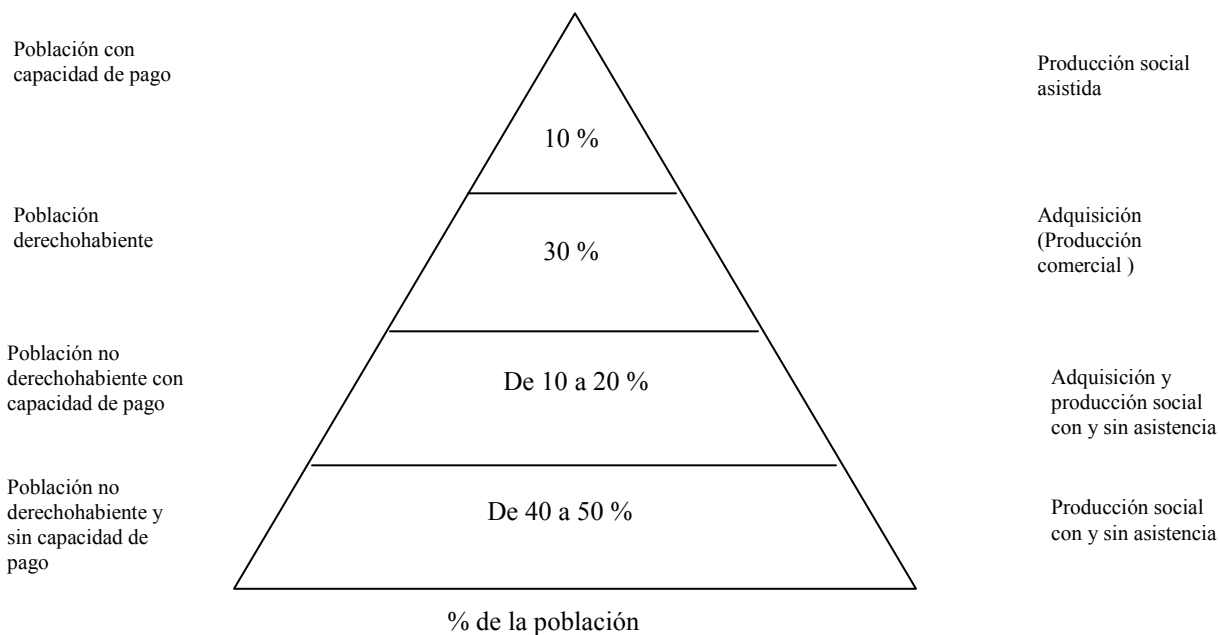 Población con
capacidad de pago
Producción social
asistida
10 %
Población
derechohabiente
Adquisición
(Producción
comercial )
30 %
Población no
derechohabiente con
capacidad de pago
De 10 a 20 %
Adquisición y
producción social
con y sin asistencia
Población no
derechohabiente y
sin capacidad de
pago
De 40 a 50 %
Producción social
con y sin asistencia
% de la población